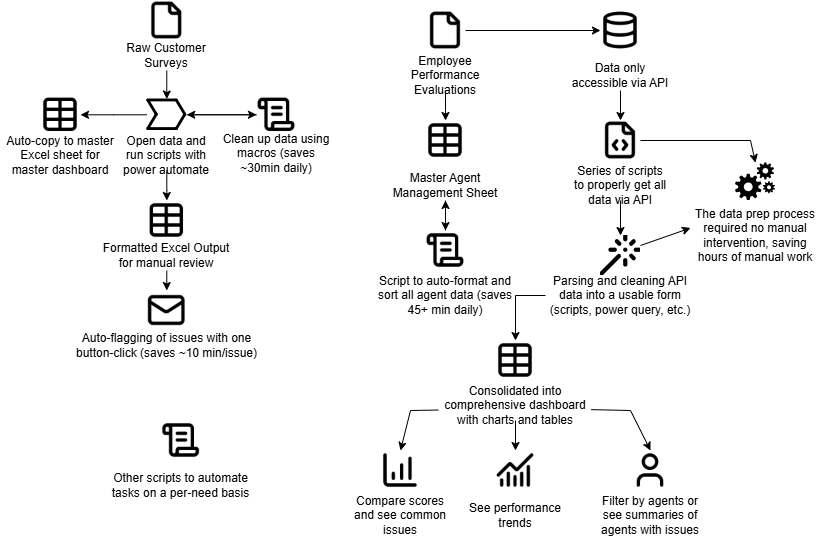 Raw Customer
Surveys
Auto-copy to master
Excel sheet for
master dashboard
Open data and
run scripts with
power automate
Clean up data using
macros (saves
~30min daily)
Formatted Excel Output
for manual review
Auto-flagging of issues with one
button-click (saves ~10 min/issue)
Other scripts to automate
tasks on a per-need basis
Employee
Performance
Evaluations
Data only
accessible via API
Master Agent
Management Sheet
Series of scripts
to properly get all
data via API
The data prep process
required no manual
intervention, saving
hours of manual work
Script to auto-format and
sort all agent data (saves
45+ min daily)
Parsing and cleaning API
data into a usable form
(scripts, power query, etc.)
Consolidated into
comprehensive dashboard
with charts and tables
Compare scores
and see common
issues
See performance
trends
Filter by agents or
see summaries of
agents with issues